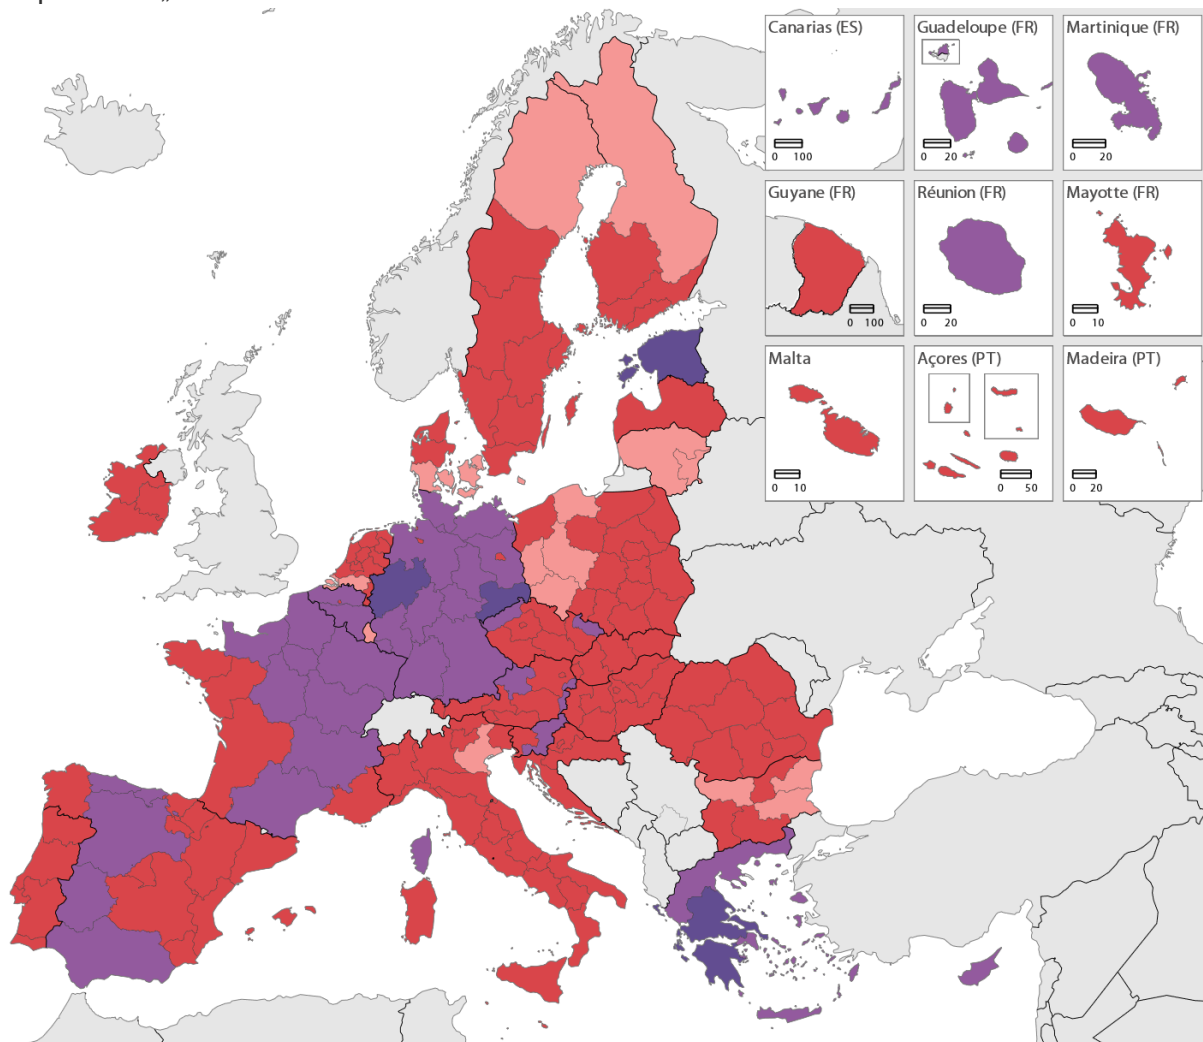 Canarias (ES)
0 100
Guadeloupe (FR)
0 20
Martinique (FR)
0 20
Guyane (FR)
0 100
Réunion (FR)
0 20
Mayotte (FR)
0 10
Malta
0 10
Açores (PT)
0 50
Madeira (PT)
0 20